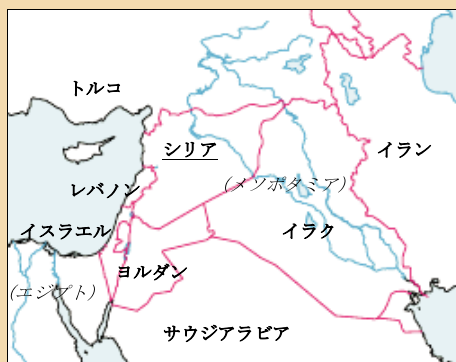 トルコ
シリア
イラン
レバノン
(メソポタミア)
イスラエル
イラク
ヨルダン
(エジプト)
サウジアラビア